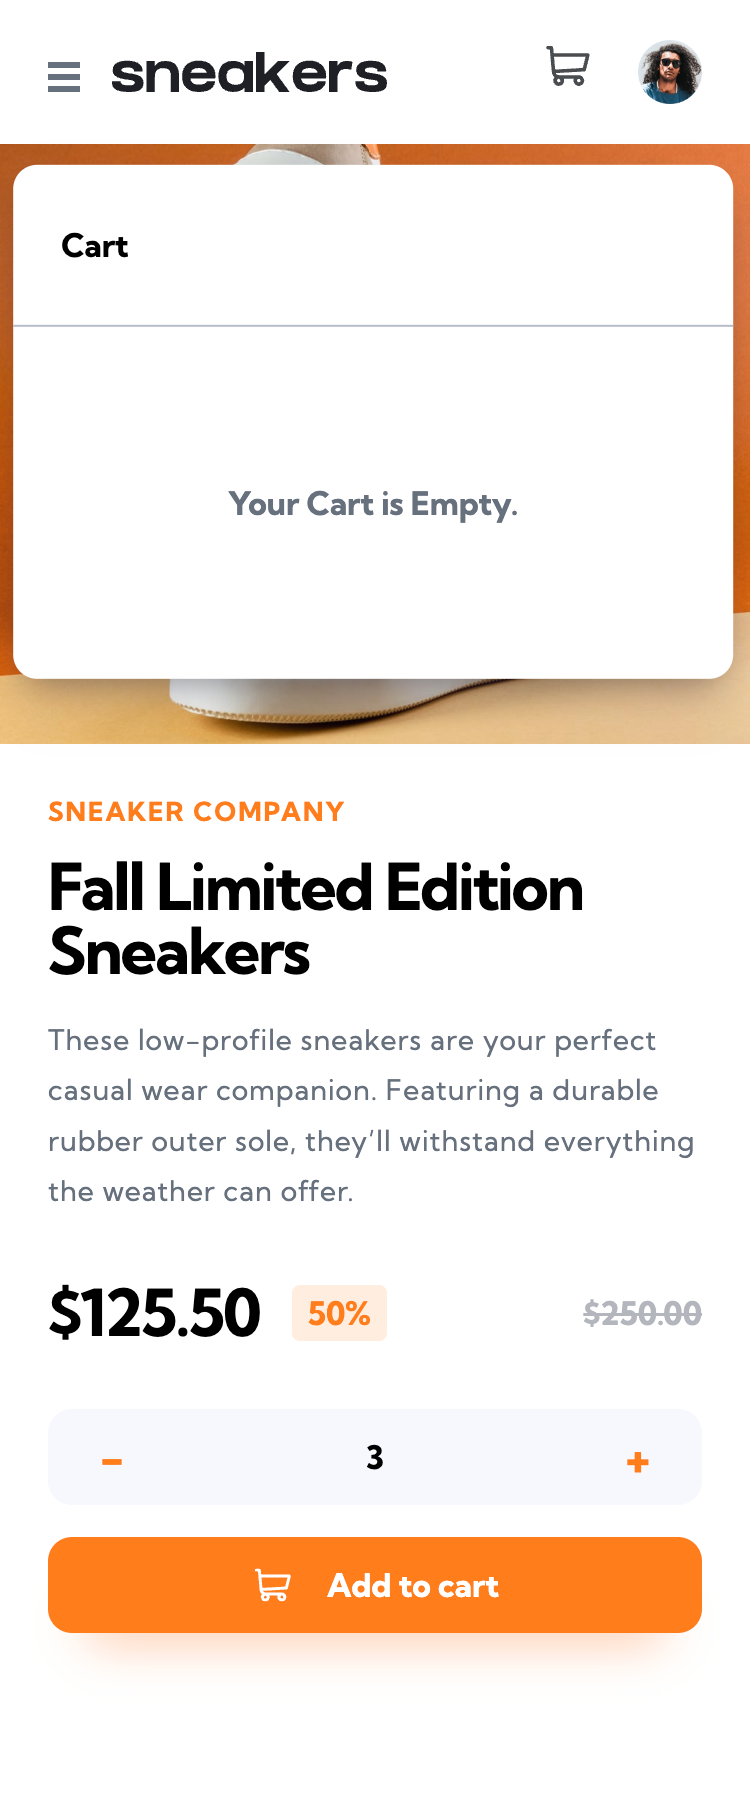 sneakers
Cart
Your Cart is Empty.
SNEAKER COMPANY
Fall Limited Edition
Sneakers
These low-profile sneakers are your perfect
casual wear companion. Featuring a durable
rubber outer sole, they’ll withstand everything
the weather can offer.
$125.50 50% $250.00
- 3 +
Add to cart